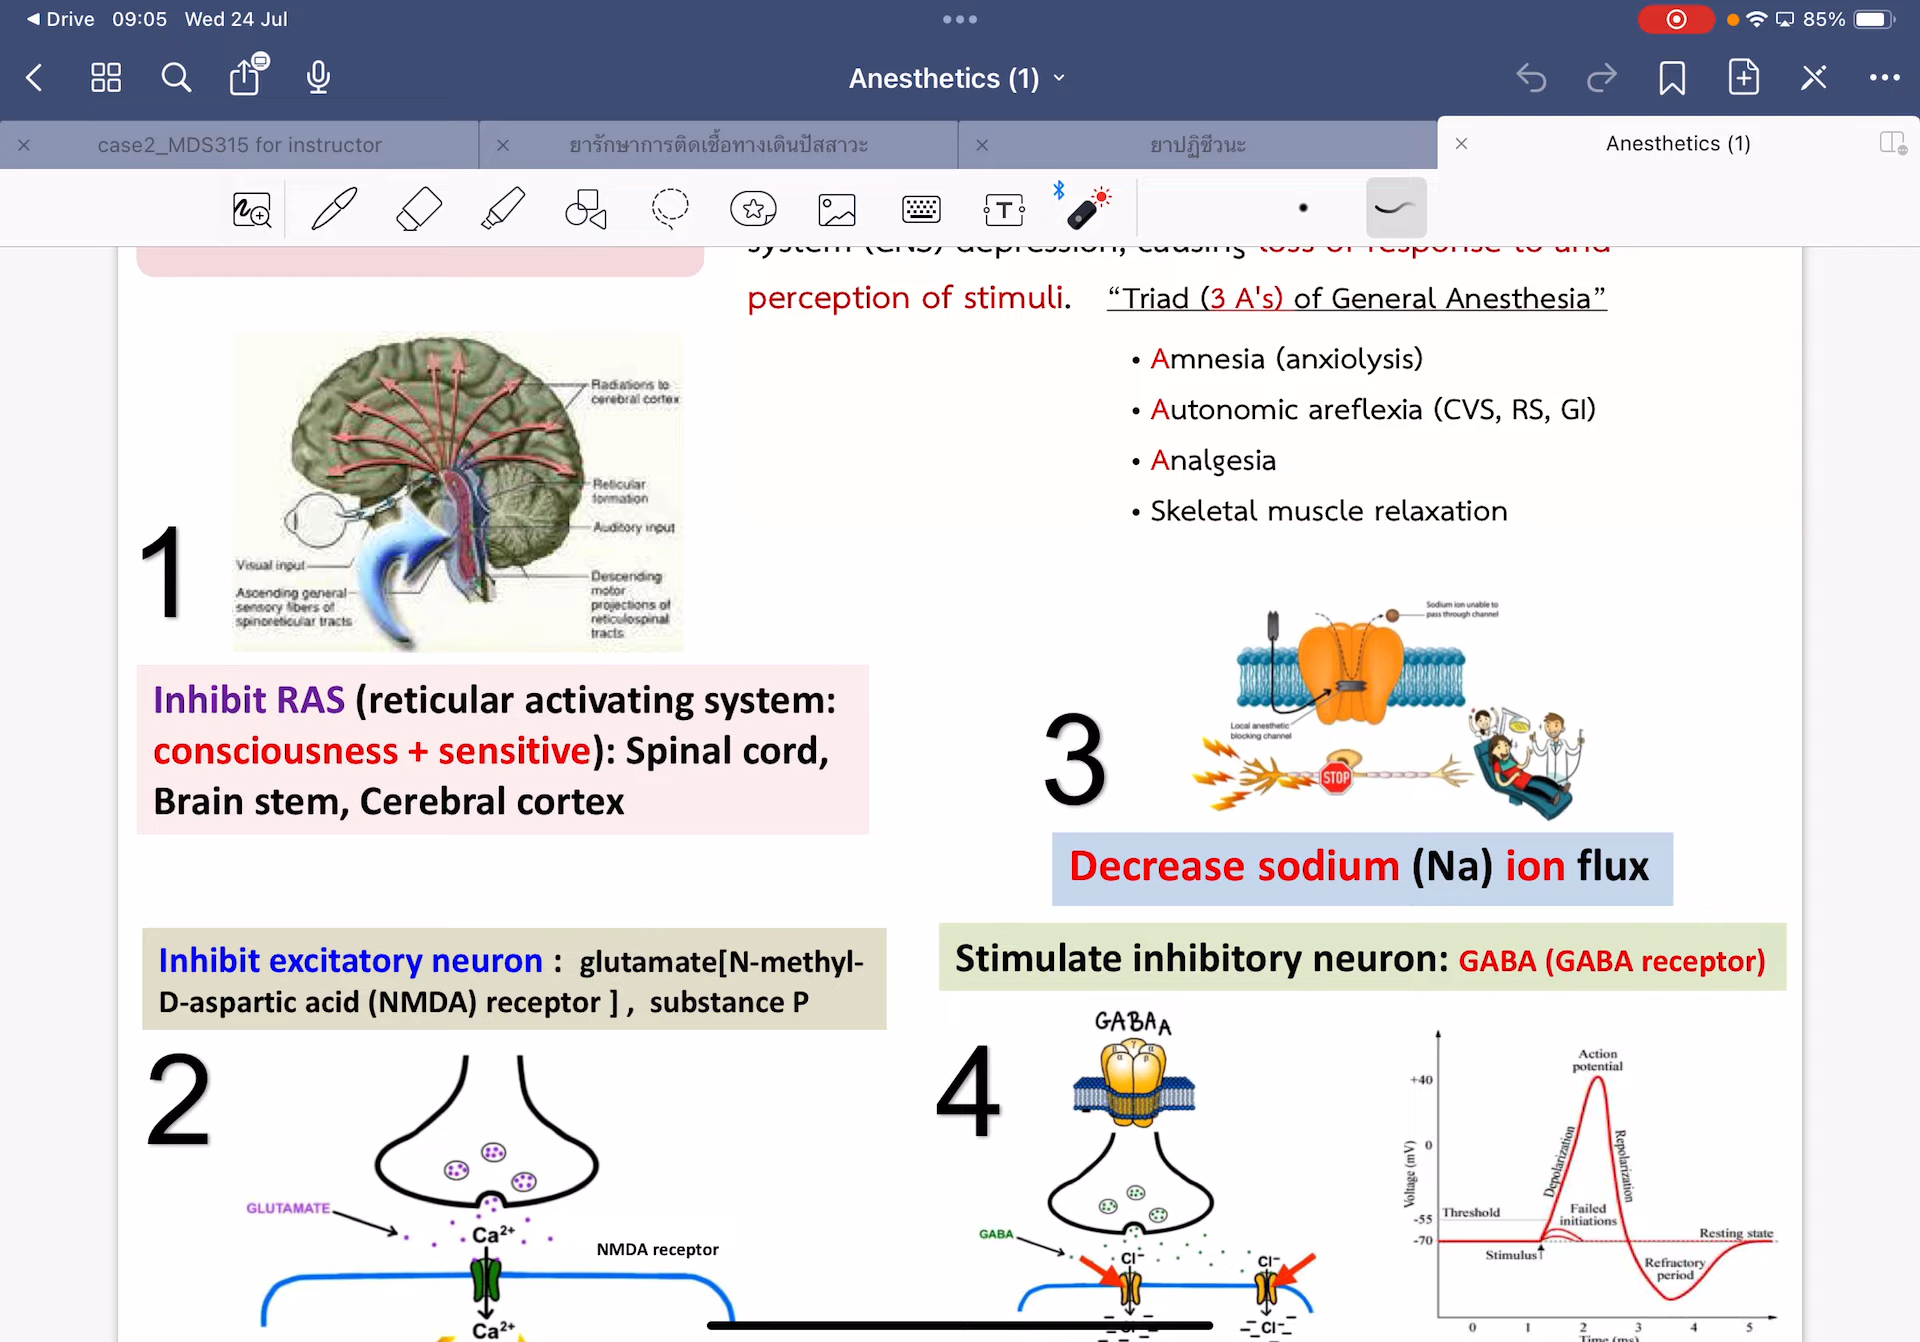 Drive 09:05 Wed 24 Jul
85%
Anesthetics (1)
case2_MDS315 for instructor
ยารักษาการติดเชื้อทางเดินปัสสาวะ
ยาปฏิชีวนะ
Anesthetics (1)
system (CNS) depression, causing loss of response to and
perception of stimuli. “Triad (3 A's) of General Anesthesia”
• Amnesia (anxiolysis)
• Autonomic areflexia (CVS, RS, GI)
• Analgesia
• Skeletal muscle relaxation
1
Radiations to
cerebral cortex
Reticular
formation
Auditory input
Visual input
Ascending general
sensory fibers of
spinoreticular tracts
Descending
motor
projections of
reticulospinal
tracts
Inhibit RAS (reticular activating system:
consciousness + sensitive): Spinal cord,
Brain stem, Cerebral cortex
3
Sodium ion unable to
pass through channel
Local anesthetic
blocking channel
STOP
Decrease sodium (Na) ion flux
Inhibit excitatory neuron : glutamate[N-methyl-
D-aspartic acid (NMDA) receptor ] , substance P
2
GLUTAMATE
Ca²⁺
NMDA receptor
Ca²⁺
Stimulate inhibitory neuron: GABA (GABA receptor)
4
GABAA
β γ α
α β
GABA
Cl⁻ Cl⁻
Cl⁻
Action
potential
+40
0
-55
-70
Voltage (mV)
Depolarization
Repolarization
Threshold
Failed
initiations
Stimulus
Resting state
Refractory
period
0 1 2 3 4 5
Time (ms)